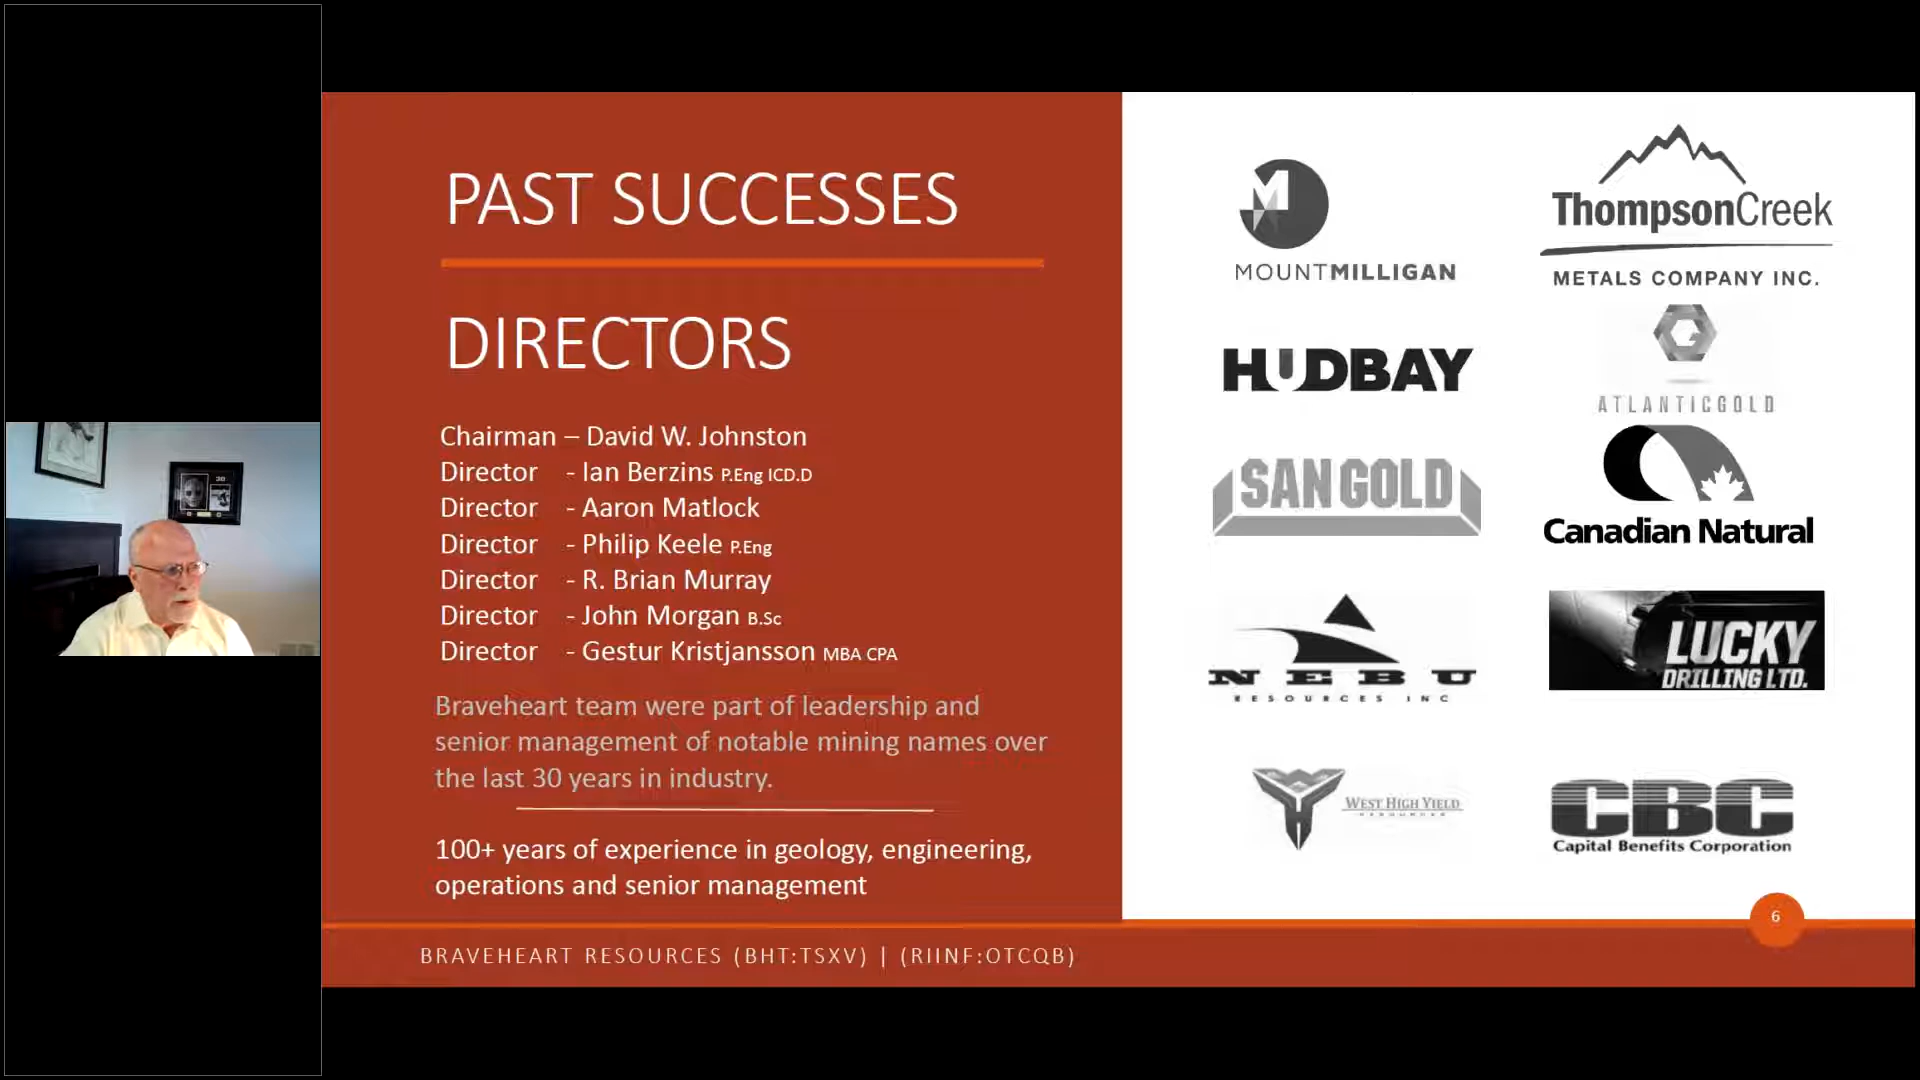 PAST SUCCESSES
DIRECTORS
Chairman – David W. Johnston
Director - Ian Berzins P.Eng ICD.D
Director - Aaron Matlock
Director - Philip Keele P.Eng
Director - R. Brian Murray
Director - John Morgan B.Sc
Director - Gestur Kristjansson MBA CPA
Braveheart team were part of leadership and
senior management of notable mining names over
the last 30 years in industry.
100+ years of experience in geology, engineering,
operations and senior management
M
MOUNTMILLIGAN
ThompsonCreek
METALS COMPANY INC.
HUDBAY
ATLANTICGOLD
SAN GOLD
Canadian Natural
NEBU
RESOURCES INC
LUCKY
DRILLING LTD.
WEST HIGH YIELD
RESOURCES
CBC
Capital Benefits Corporation
6
BRAVEHEART RESOURCES (BHT:TSXV) | (RIINF:OTCQB)
30